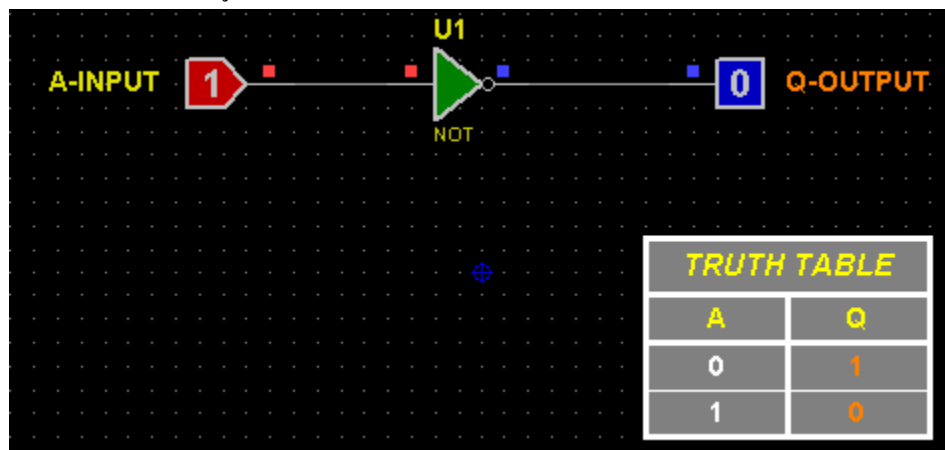 U1
A-INPUT 1 0 Q-OUTPUT
NOT
TRUTH TABLE
A Q
0 1
1 0